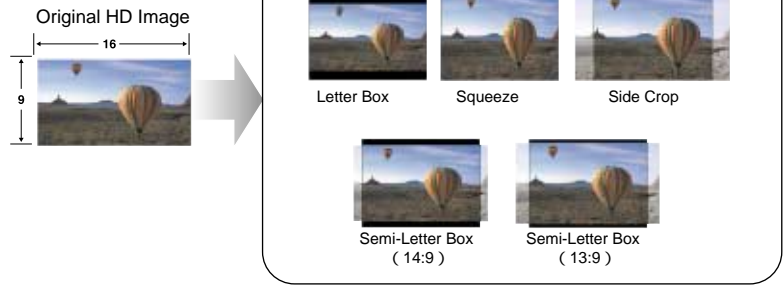 Original HD Image
16
9
Letter Box
Squeeze
Side Crop
Semi-Letter Box
( 14:9 )
Semi-Letter Box
( 13:9 )